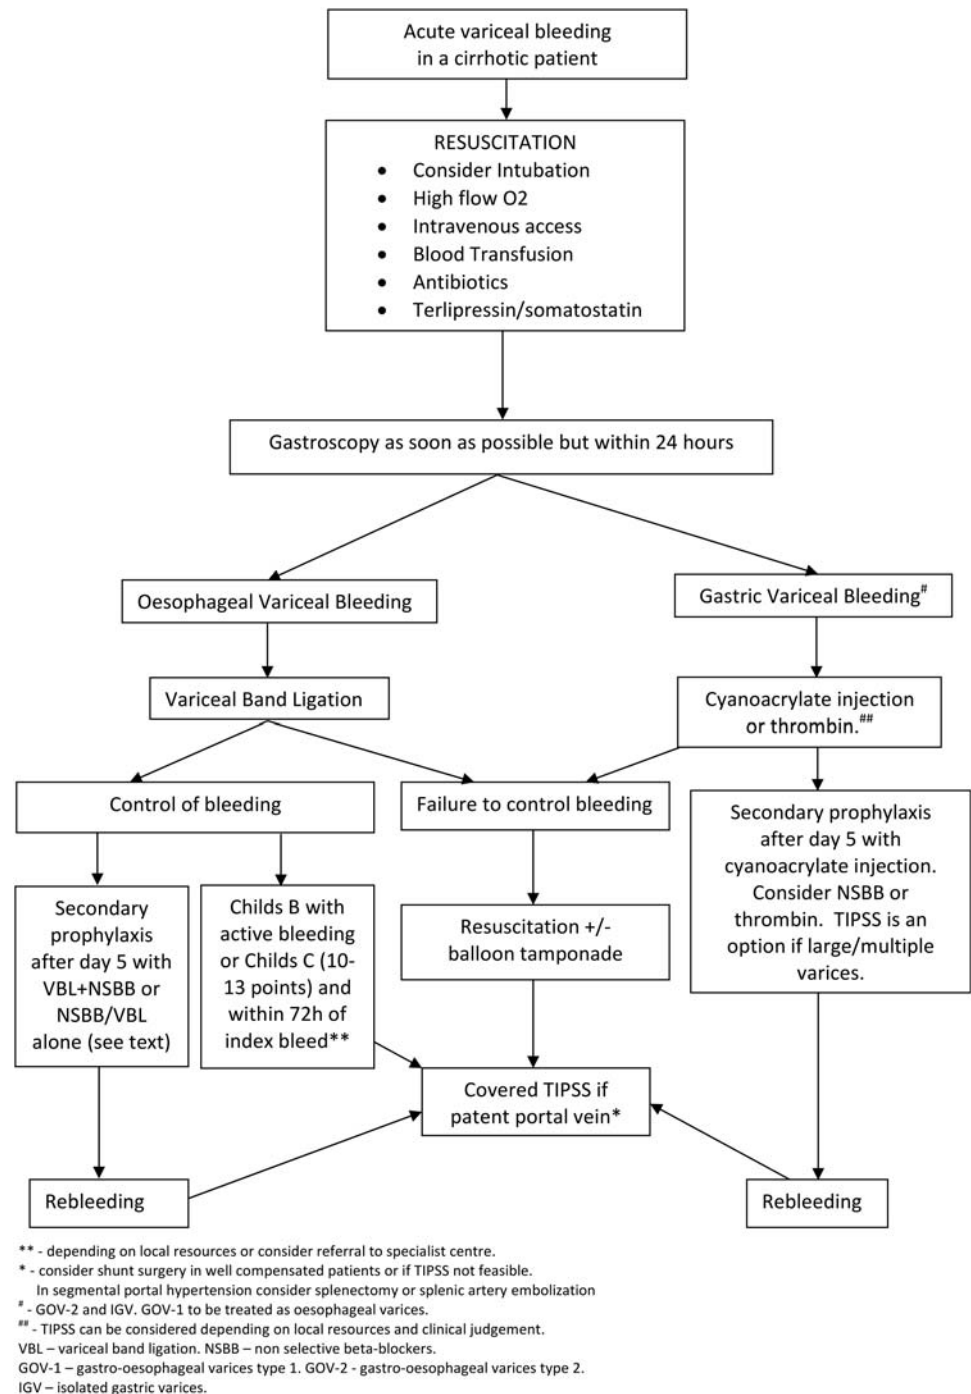 Acute variceal bleeding
in a cirrhotic patient
RESUSCITATION
• Consider Intubation
• High flow O2
• Intravenous access
• Blood Transfusion
• Antibiotics
• Terlipressin/somatostatin
Gastroscopy as soon as possible but within 24 hours
Oesophageal Variceal Bleeding
Gastric Variceal Bleeding#
Variceal Band Ligation
Cyanoacrylate injection
or thrombin.##
Control of bleeding
Failure to control bleeding
Secondary
prophylaxis
after day 5 with
VBL+NSBB or
NSBB/VBL
alone (see text)
Childs B with
active bleeding
or Childs C (10-
13 points) and
within 72h of
index bleed**
Resuscitation +/-
balloon tamponade
Secondary prophylaxis
after day 5 with
cyanoacrylate injection.
Consider NSBB or
thrombin. TIPSS is an
option if large/multiple
varices.
Covered TIPSS if
patent portal vein*
Rebleeding
Rebleeding
** - depending on local resources or consider referral to specialist centre.
* - consider shunt surgery in well compensated patients or if TIPSS not feasible.
In segmental portal hypertension consider splenectomy or splenic artery embolization
# - GOV-2 and IGV. GOV-1 to be treated as oesophageal varices.
## - TIPSS can be considered depending on local resources and clinical judgement.
VBL – variceal band ligation. NSBB – non selective beta-blockers.
GOV-1 – gastro-oesophageal varices type 1. GOV-2 - gastro-oesophageal varices type 2.
IGV – isolated gastric varices.